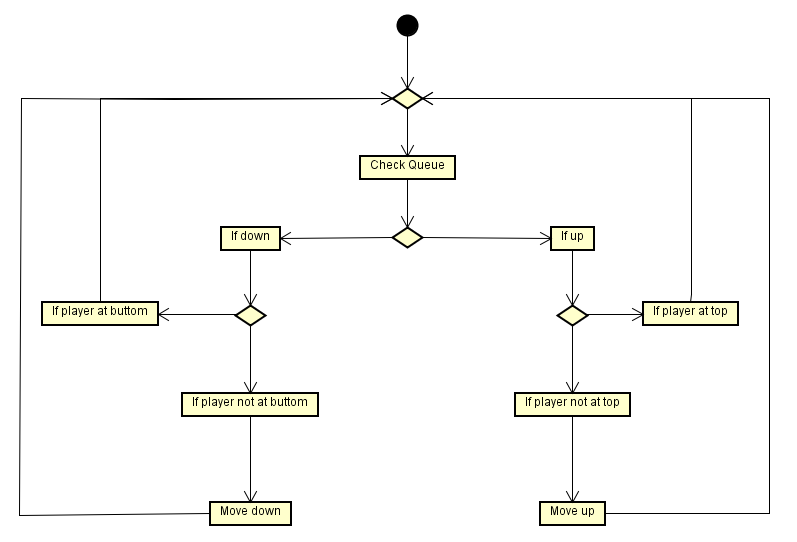 Check Queue
If down
If up
If player at buttom
If player at top
If player not at buttom
If player not at top
Move down
Move up